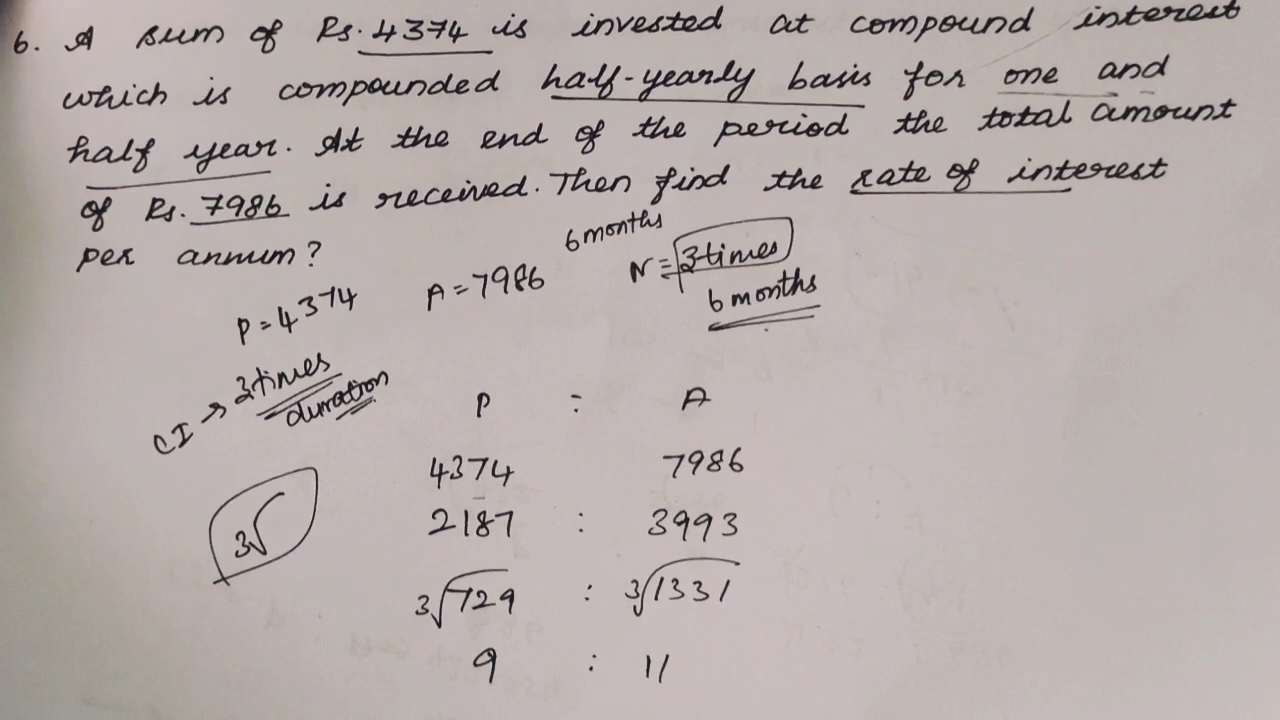 6. A sum of Rs. 4374 is invested at compound interest
which is compounded half-yearly basis for one and
half year. At the end of the period the total amount
of Rs. 7986 is received. Then find the rate of interest
per annum?
P = 4374 A = 7986 6 months N = 3 times
6 months
CI → 3 times
duration
P : A
4374 7986
2187 : 3993
3√
3√729 : 3√1331
9 : 11